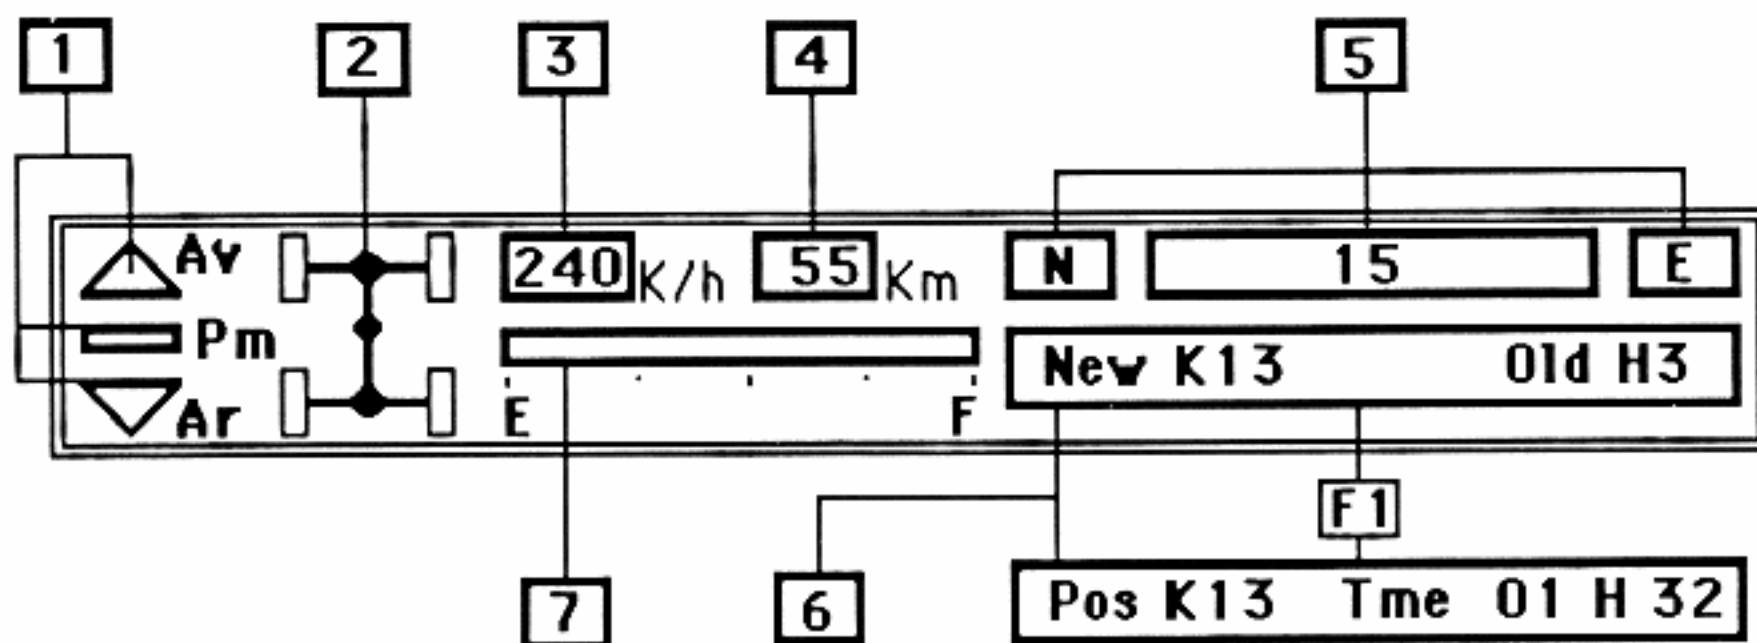 1 2 3 4 5
Av 240 K/h 55 Km N 15 E
Pm New K13 Old H3
Ar E F
F1
7 6 Pos K13 Tme 01 H 32